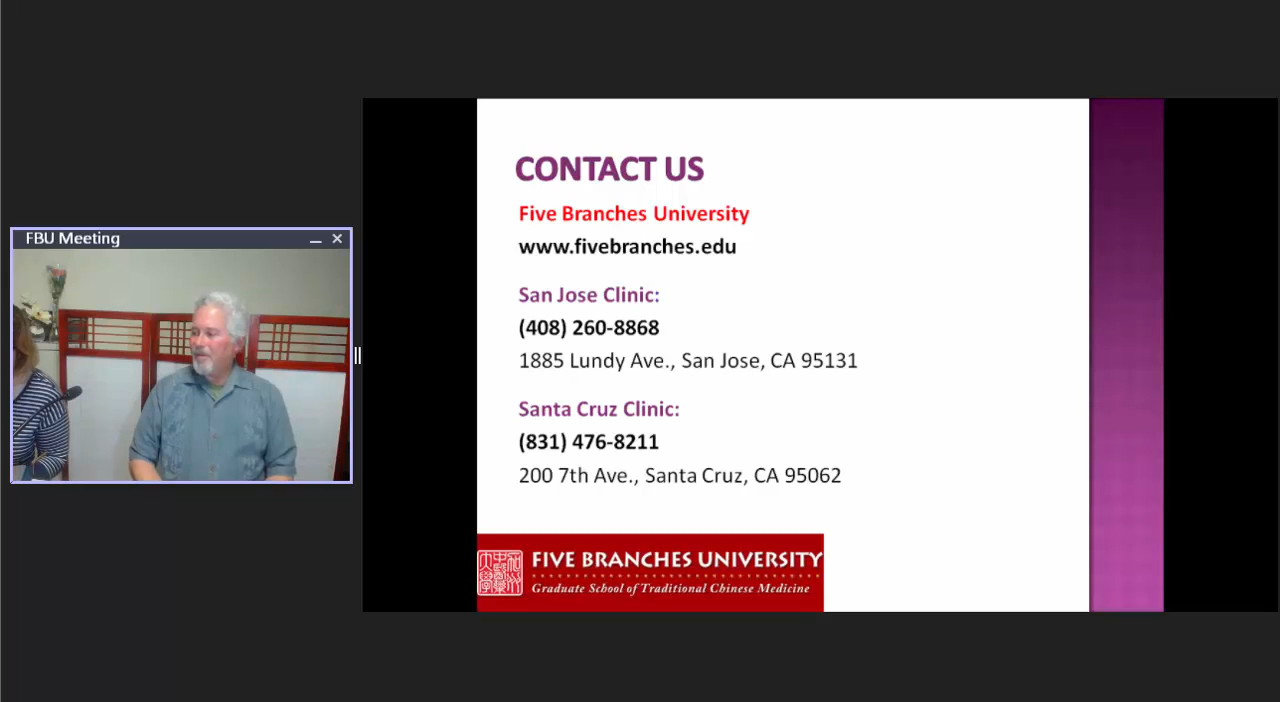 FBU Meeting
CONTACT US
Five Branches University
www.fivebranches.edu
San Jose Clinic:
(408) 260-8868
1885 Lundy Ave., San Jose, CA 95131
Santa Cruz Clinic:
(831) 476-8211
200 7th Ave., Santa Cruz, CA 95062
FIVE BRANCHES UNIVERSITY
Graduate School of Traditional Chinese Medicine